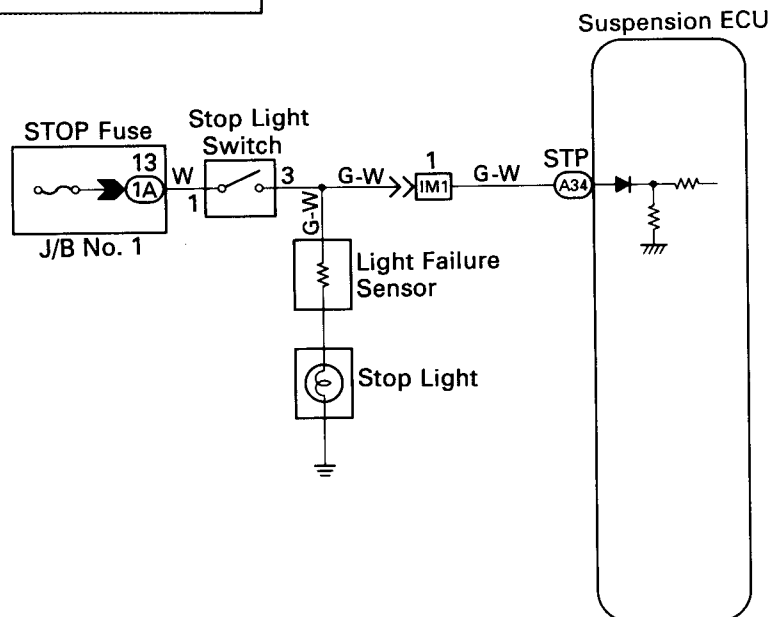 Suspension ECU
STOP Fuse
Stop Light
Switch
13
1A
W
1
3
G-W
1
IM1
G-W
STP
A34
J/B No. 1
G-W
Light Failure
Sensor
Stop Light